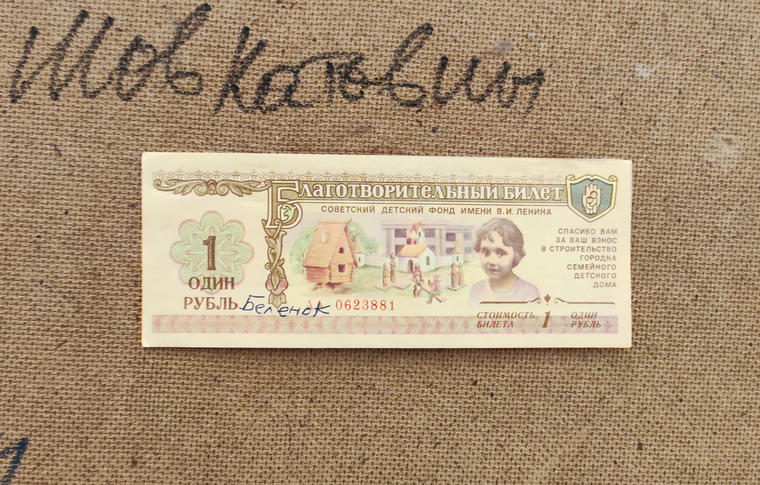 Шовкатовичы
Благотворительный билет
СОВЕТСКИЙ ДЕТСКИЙ ФОНД ИМЕНИ В.И. ЛЕНИНА
СПАСИБО ВАМ
ЗА ВАШ ВЗНОС
В СТРОИТЕЛЬСТВО
ГОРОДКА
СЕМЕЙНОГО
ДЕТСКОГО
ДОМА
1
ОДИН
РУБЛЬ
Беленок
0623881
СТОИМОСТЬ БИЛЕТА 1 ОДИН РУБЛЬ